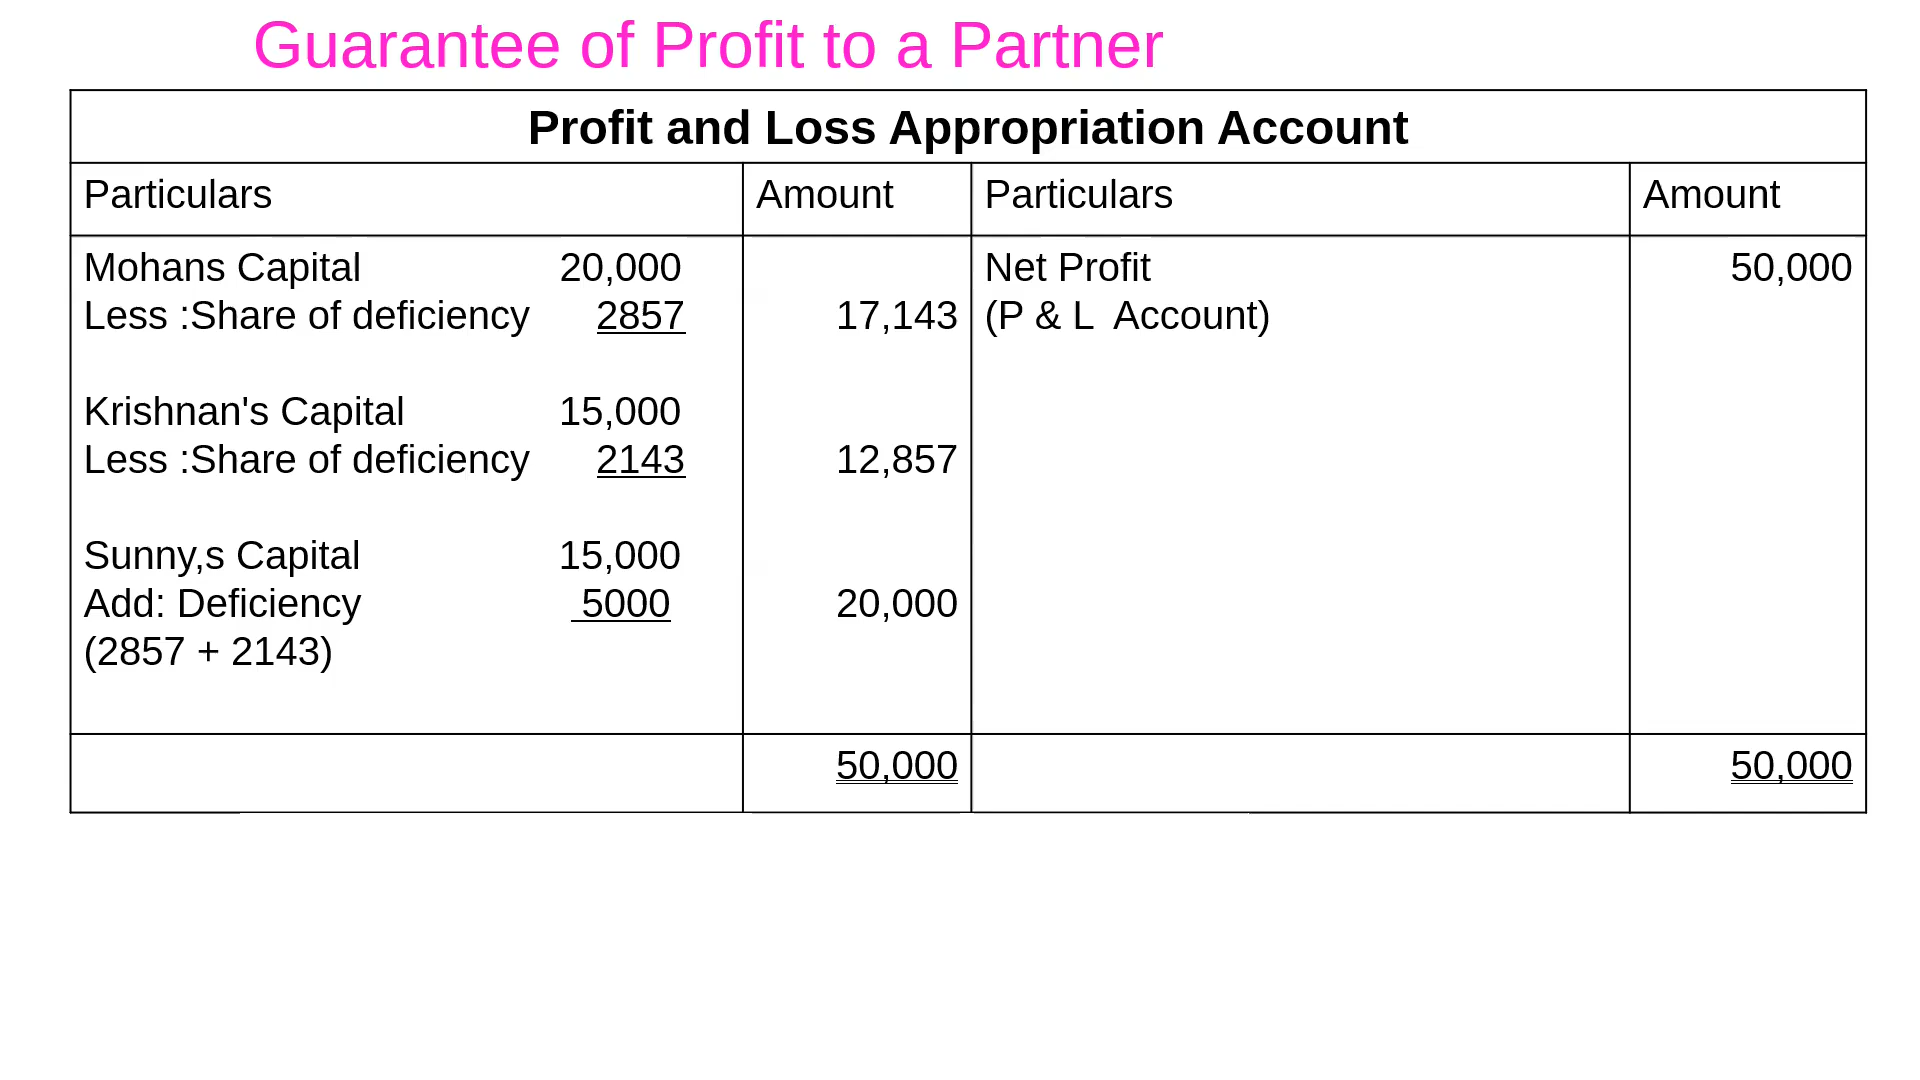 Guarantee of Profit to a Partner
Profit and Loss Appropriation Account
Particulars Amount Particulars Amount
Mohans Capital 20,000 Net Profit 50,000
Less :Share of deficiency 2857 17,143 (P & L Account)
Krishnan's Capital 15,000
Less :Share of deficiency 2143 12,857
Sunny,s Capital 15,000
Add: Deficiency 5000 20,000
(2857 + 2143)
50,000 50,000